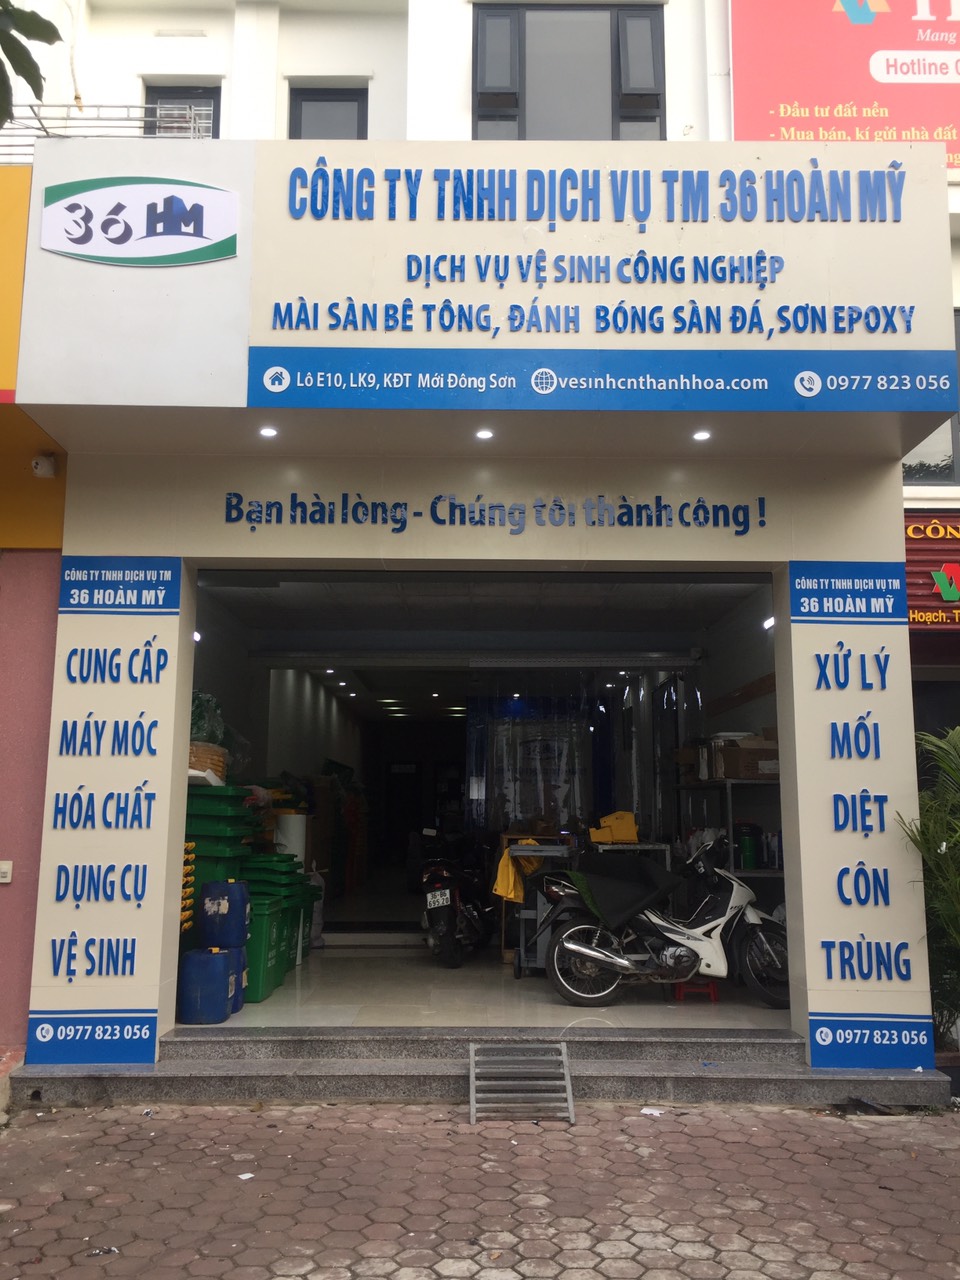 36 HM
CÔNG TY TNHH DỊCH VỤ TM 36 HOÀN MỸ
DỊCH VỤ VỆ SINH CÔNG NGHIỆP
MÀI SÀN BÊ TÔNG, ĐÁNH BÓNG SÀN ĐÁ, SƠN EPOXY
Lô E10, LK9, KĐT Mới Đông Sơn vesinhcnthanhhoa.com 0977 823 056
Bạn hài lòng - Chúng tôi thành công !
CÔNG TY TNHH DỊCH VỤ TM
36 HOÀN MỸ
CUNG CẤP
MÁY MÓC
HÓA CHẤT
DỤNG CỤ
VỆ SINH
0977 823 056
CÔNG TY TNHH DỊCH VỤ TM
36 HOÀN MỸ
XỬ LÝ
MỐI
DIỆT
CÔN
TRÙNG
0977 823 056
Mang
Hotline 0
- Đầu tư đất nền
- Mua bán, kí gửi nhà đất
CÔN
Hoạch. T